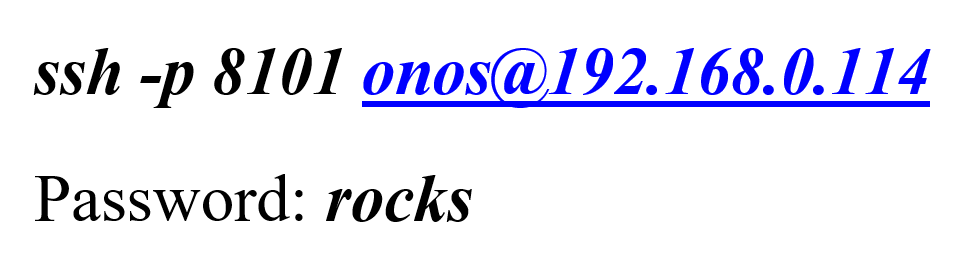 ssh -p 8101 onos@192.168.0.114
Password: rocks